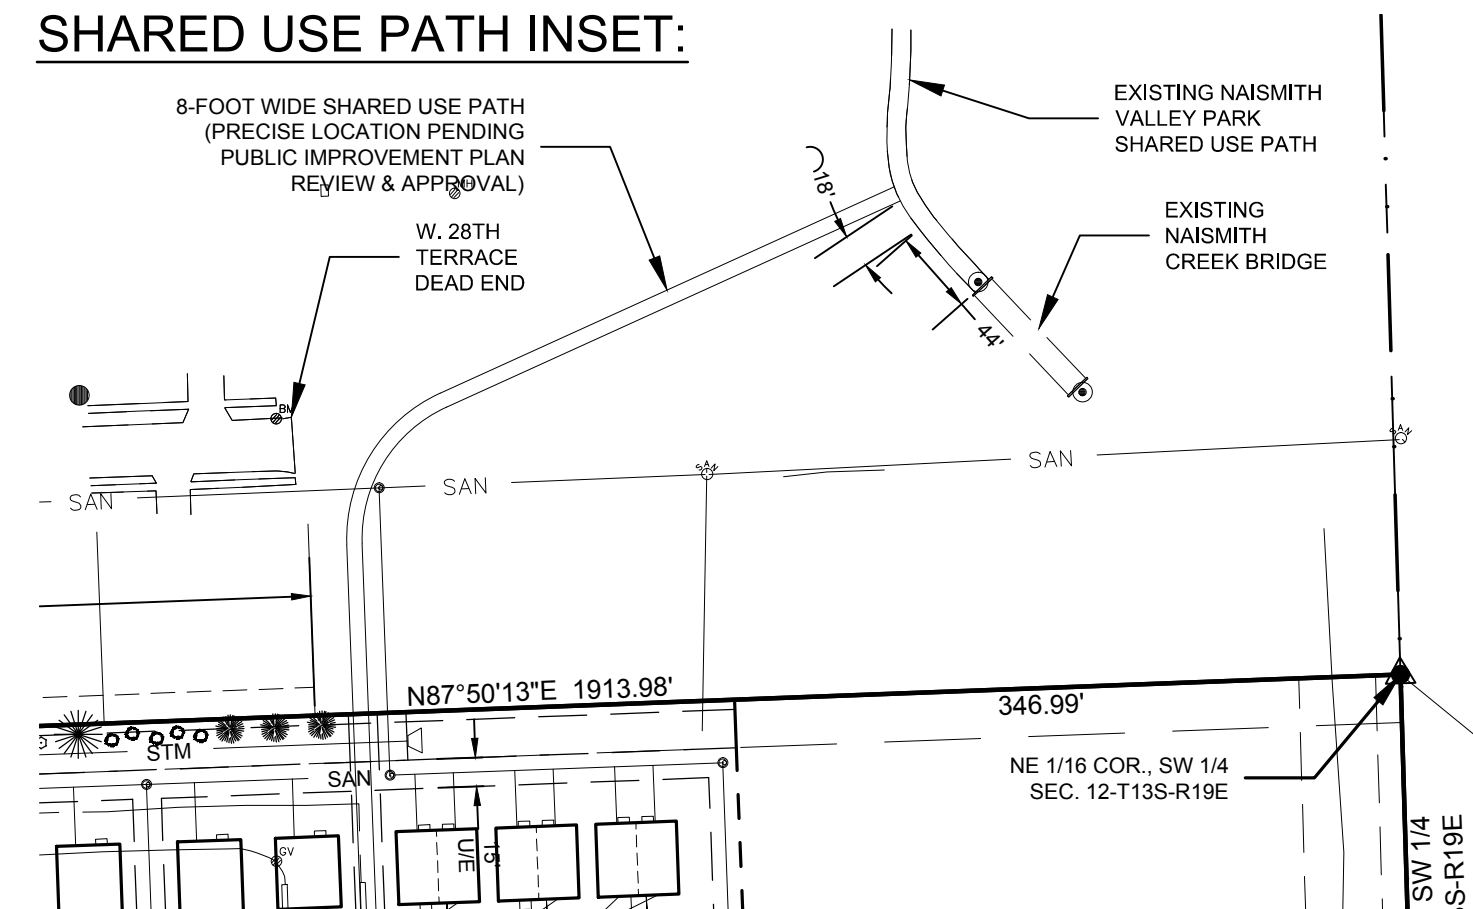 SHARED USE PATH INSET:
8-FOOT WIDE SHARED USE PATH
(PRECISE LOCATION PENDING
PUBLIC IMPROVEMENT PLAN
REVIEW & APPROVAL)
MH
W. 28TH
TERRACE
DEAD END
EXISTING NAISMITH
VALLEY PARK
SHARED USE PATH
EXISTING
NAISMITH
CREEK BRIDGE
18'
44'
BM
SAN
SAN
SAN
SAN
SAN
N87°50'13"E 1913.98'
346.99'
STM
SAN
NE 1/16 COR., SW 1/4
SEC. 12-T13S-R19E
15'
U/E
GV
SW 1/4
S-R19E